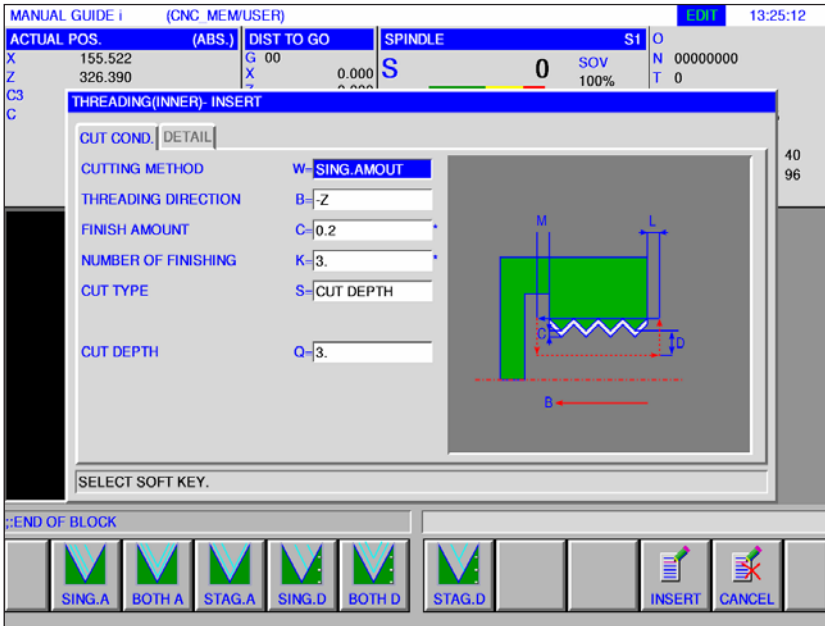 MANUAL GUIDE i (CNC_MEM/USER) EDIT 13:25:12
ACTUAL POS. (ABS.) DIST TO GO SPINDLE S1 O
X 155.522 G 00 S 0 SOV N 00000000
Z 326.390 X 0.000 100% T 0
C3
C
THREADING(INNER)- INSERT
CUT COND. DETAIL
40
96
CUTTING METHOD W=SING.AMOUT
THREADING DIRECTION B=-Z
FINISH AMOUNT C=0.2 *
NUMBER OF FINISHING K=3. *
CUT TYPE S=CUT DEPTH
CUT DEPTH Q=3.
M L
C D
B
SELECT SOFT KEY.
;:END OF BLOCK
SING.A BOTH A STAG.A SING.D BOTH D STAG.D INSERT CANCEL